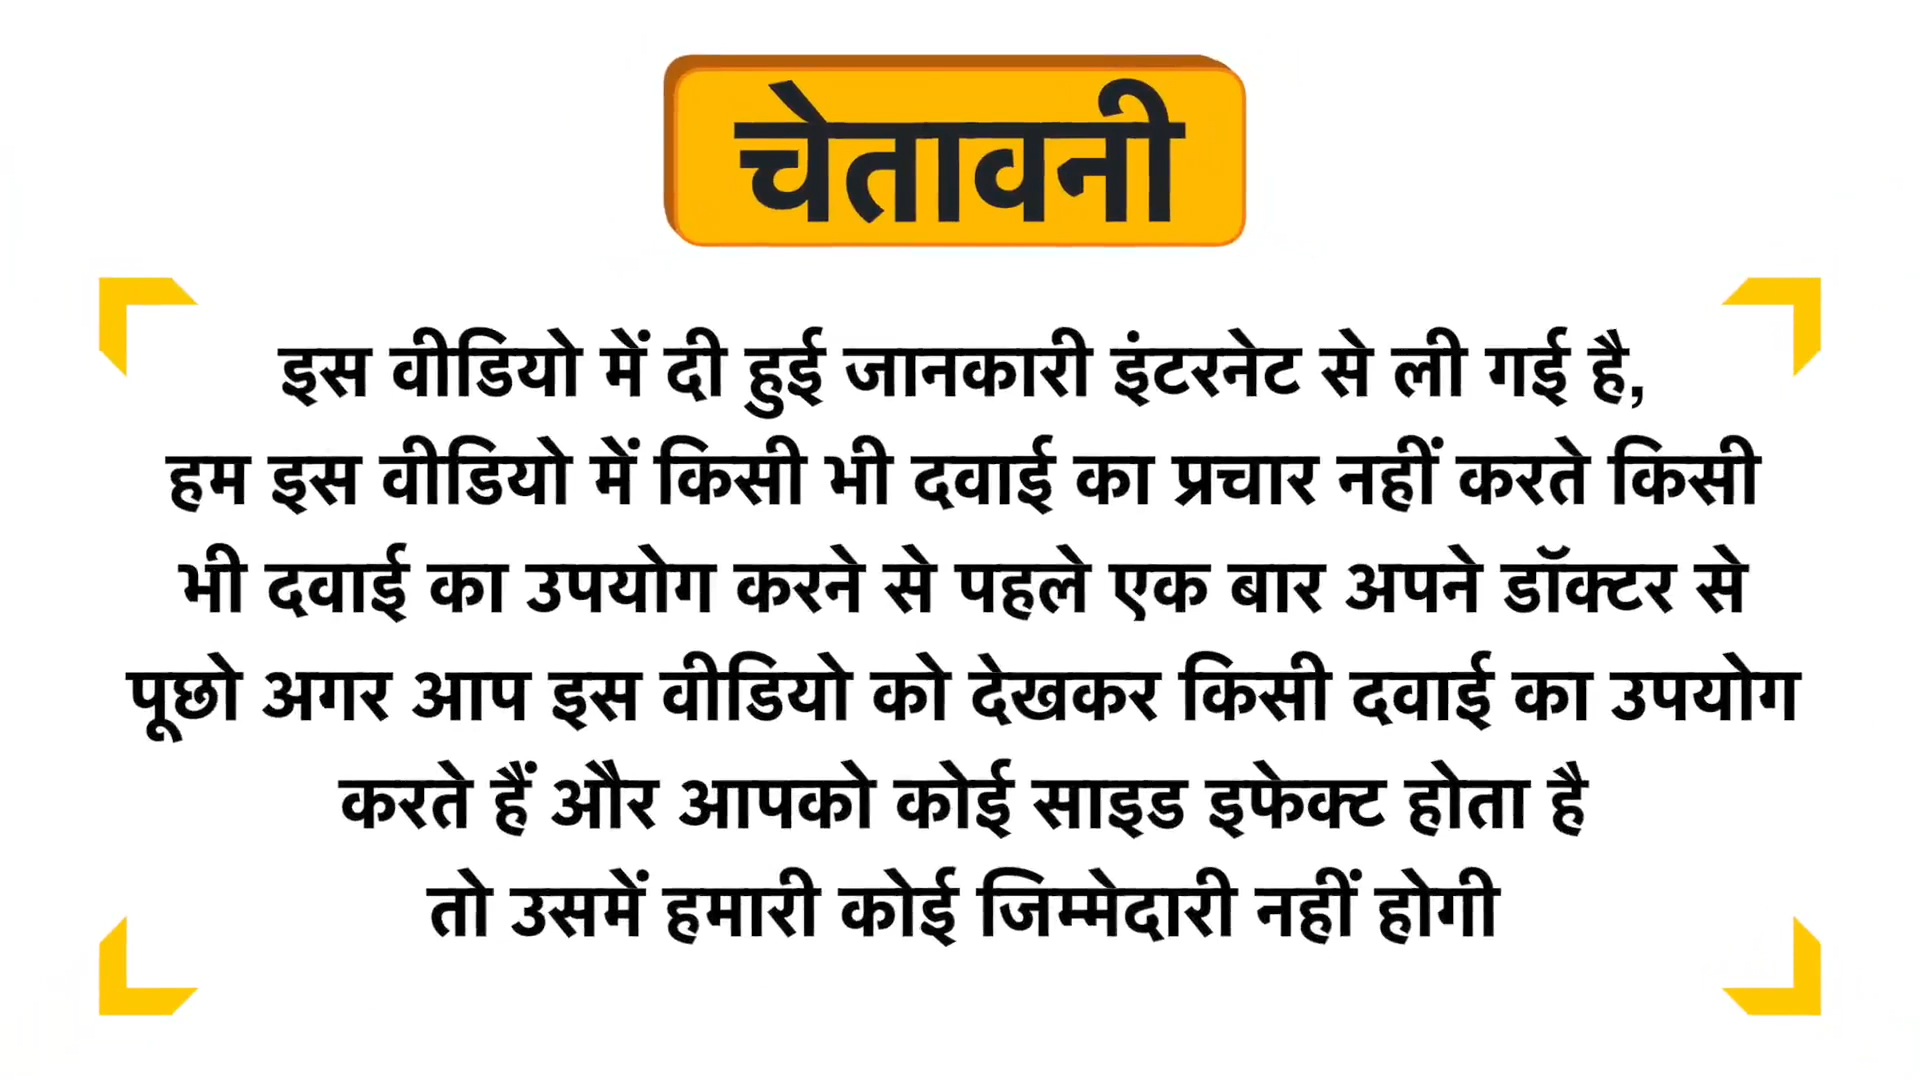 चेतावनी
इस वीडियो में दी हुई जानकारी इंटरनेट से ली गई है,
हम इस वीडियो में किसी भी दवाई का प्रचार नहीं करते किसी
भी दवाई का उपयोग करने से पहले एक बार अपने डॉक्टर से
पूछो अगर आप इस वीडियो को देखकर किसी दवाई का उपयोग
करते हैं और आपको कोई साइड इफेक्ट होता है
तो उसमें हमारी कोई जिम्मेदारी नहीं होगी